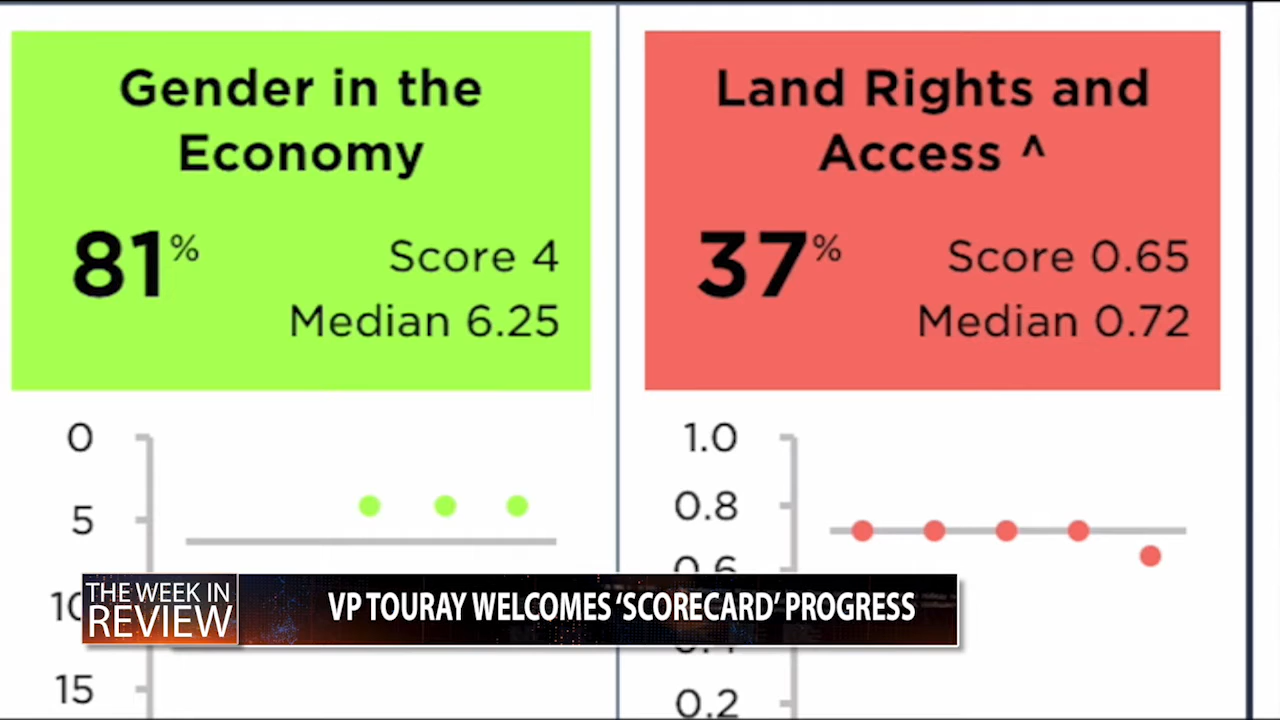 Gender in the
Economy
81%
Score 4
Median 6.25
Land Rights and
Access ^
37%
Score 0.65
Median 0.72
0
5
15
1.0
0.8
0.2
THE WEEK IN
REVIEW
VP TOURAY WELCOMES ‘SCORECARD’ PROGRESS